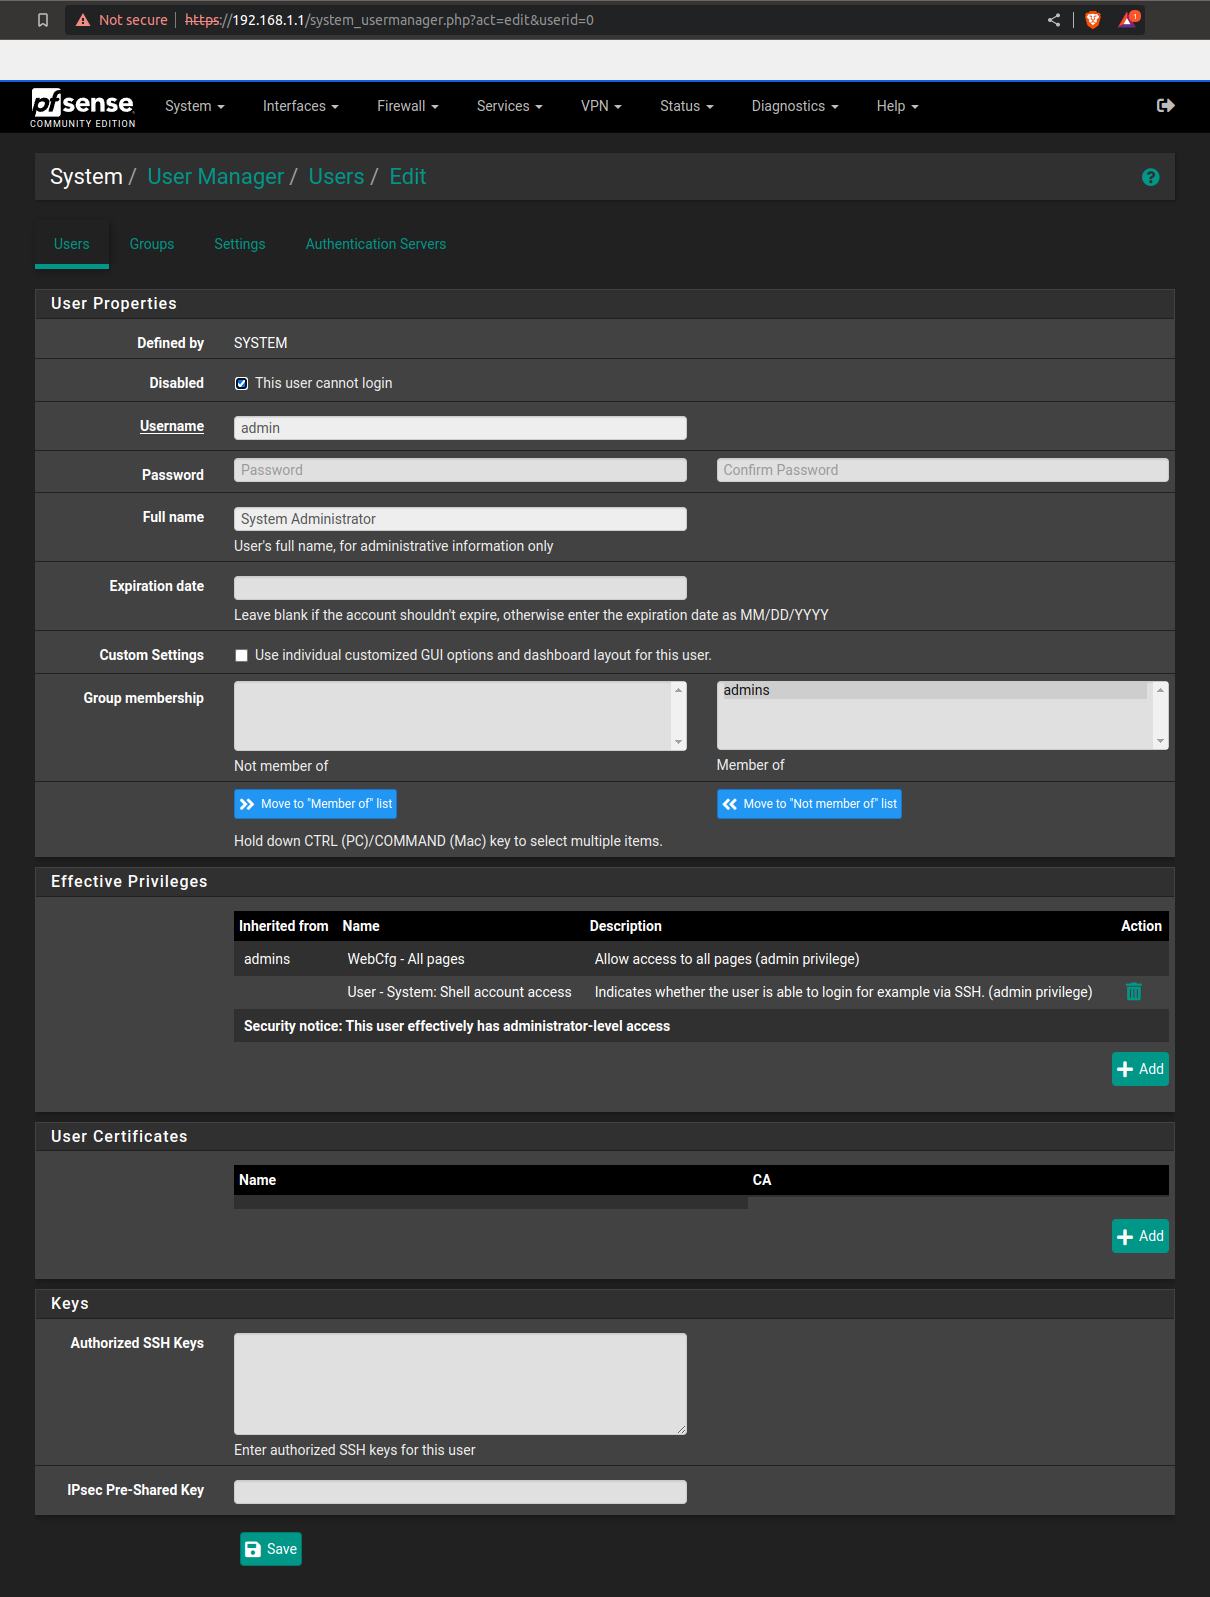 Not secure https://192.168.1.1/system_usermanager.php?act=edit&userid=0 1
pfsense System Interfaces Firewall Services VPN Status Diagnostics Help
COMMUNITY EDITION
System / User Manager / Users / Edit ?
Users Groups Settings Authentication Servers
User Properties
Defined by SYSTEM
Disabled This user cannot login
Username admin
Password Password Confirm Password
Full name System Administrator
User's full name, for administrative information only
Expiration date
Leave blank if the account shouldn't expire, otherwise enter the expiration date as MM/DD/YYYY
Custom Settings Use individual customized GUI options and dashboard layout for this user.
Group membership admins
Not member of Member of
Move to "Member of" list Move to "Not member of" list
Hold down CTRL (PC)/COMMAND (Mac) key to select multiple items.
Effective Privileges
Inherited from Name Description Action
admins WebCfg - All pages Allow access to all pages (admin privilege)
User - System: Shell account access Indicates whether the user is able to login for example via SSH. (admin privilege)
Security notice: This user effectively has administrator-level access
Add
User Certificates
Name CA
Add
Keys
Authorized SSH Keys
Enter authorized SSH keys for this user
IPsec Pre-Shared Key
Save